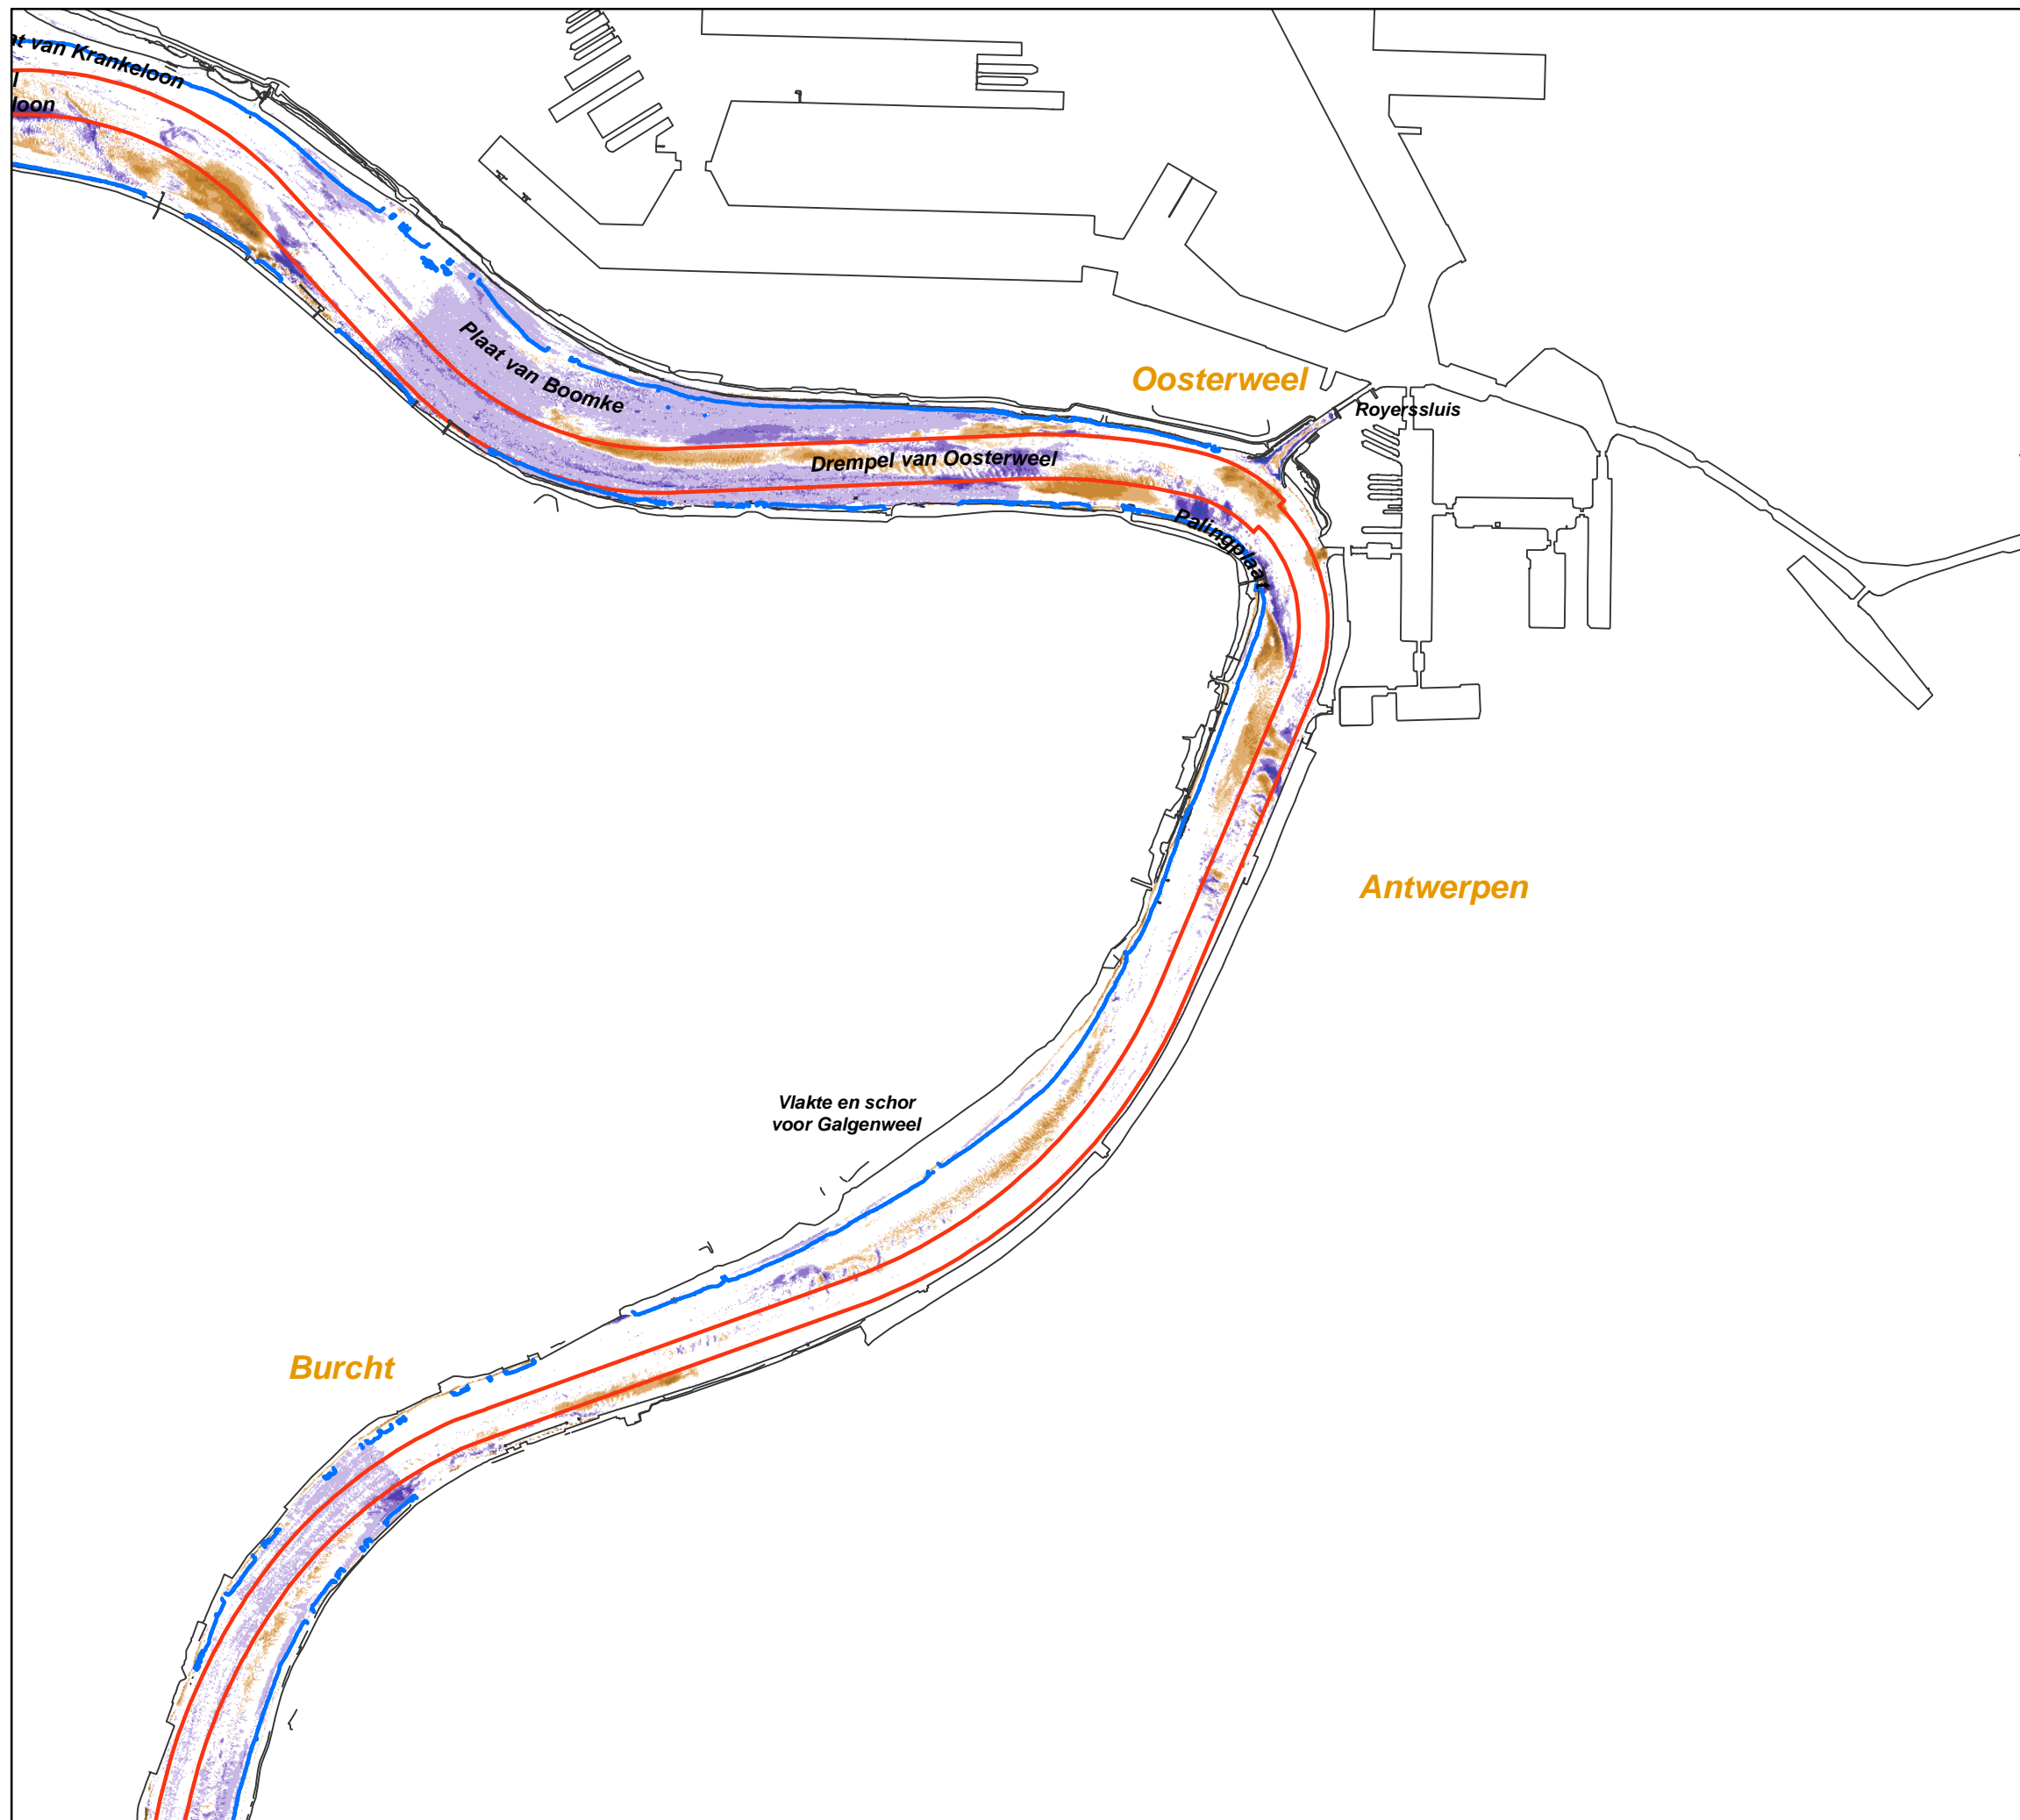 van Krankeloon
loon
Plaat van Boomke
Oosterweel
Royerssluis
Drempel van Oosterweel
Palingplaat
Antwerpen
Vlakte en schor
voor Galgenweel
Burcht